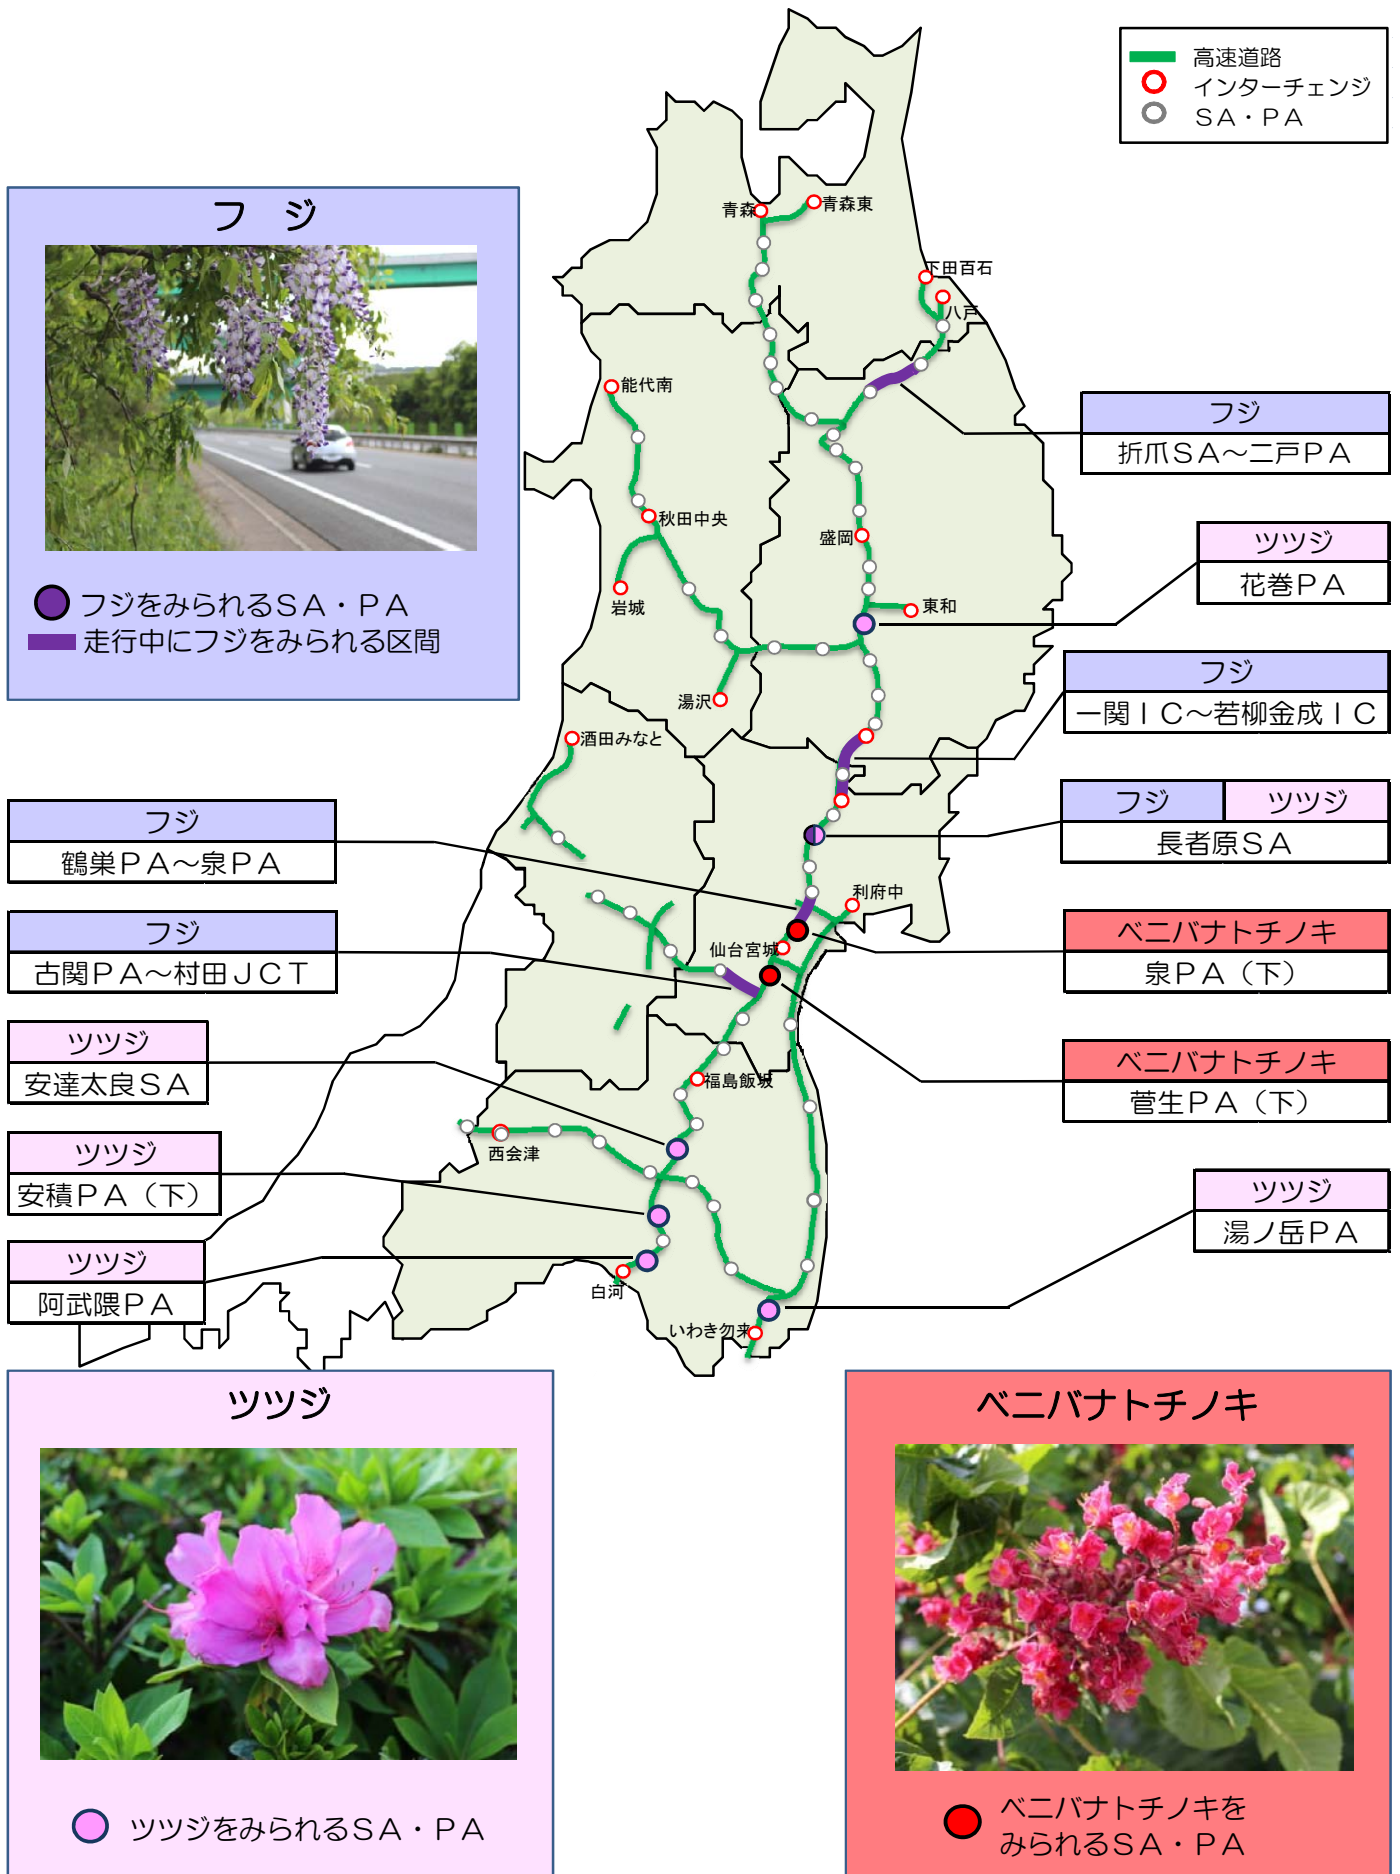 高速道路
インターチェンジ
SA・PA
フジ
フジをみられるSA・PA
走行中にフジをみられる区間
青森
青森東
下田百石
八戸
能代南
秋田中央
盛岡
岩城
東和
湯沢
酒田みなと
利府中
仙台宮城
福島飯坂
西会津
白河
いわき勿来
フジ
折爪SA～二戸PA
ツツジ
花巻PA
フジ
一関IC～若柳金成IC
フジ ツツジ
長者原SA
ベニバナトチノキ
泉PA（下）
ベニバナトチノキ
菅生PA（下）
ツツジ
湯ノ岳PA
フジ
鶴巣PA～泉PA
フジ
古関PA～村田JCT
ツツジ
安達太良SA
ツツジ
安積PA（下）
ツツジ
阿武隈PA
ツツジ
ツツジをみられるSA・PA
ベニバナトチノキ
ベニバナトチノキを
みられるSA・PA